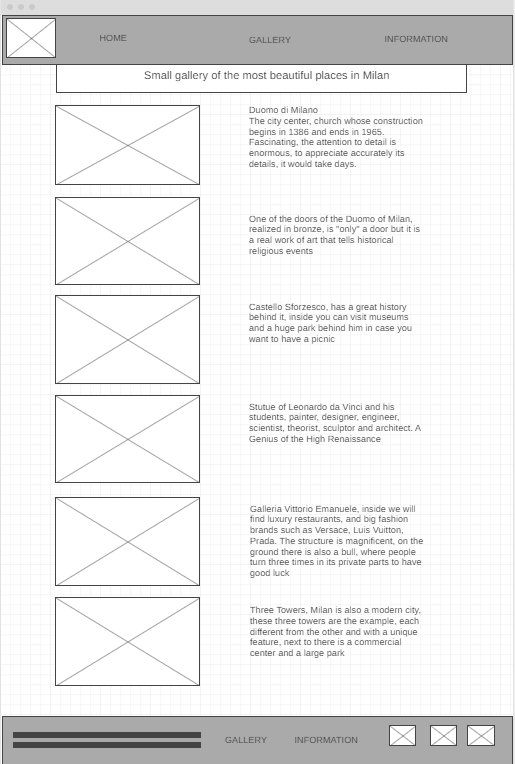 HOME
GALLERY
INFORMATION
Small gallery of the most beautiful places in Milan
Duomo di Milano
The city center, church whose construction
begins in 1386 and ends in 1965.
Fascinating, the attention to detail is
enormous, to appreciate accurately its
details, it would take days.
One of the doors of the Duomo of Milan,
realized in bronze, is "only" a door but it is
a real work of art that tells historical
religious events
Castello Sforzesco, has a great history
behind it, inside you can visit museums
and a huge park behind him in case you
want to have a picnic
Stutue of Leonardo da Vinci and his
students, painter, designer, engineer,
scientist, theorist, sculptor and architect. A
Genius of the High Renaissance
Galleria Vittorio Emanuele, inside we will
find luxury restaurants, and big fashion
brands such as Versace, Luis Vuitton,
Prada. The structure is magnificent, on the
ground there is also a bull, where people
turn three times in its private parts to have
good luck
Three Towers, Milan is also a modern city,
these three towers are the example, each
different from the other and with a unique
feature, next to there is a commercial
center and a large park
GALLERY
INFORMATION